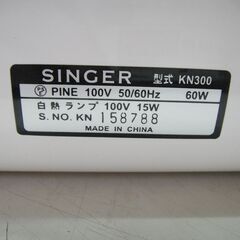 SINGER 型式 KN300
PINE 100V 50/60Hz 60W
白熱ランプ 100V 15W
S.NO. KN 158788
MADE IN CHINA